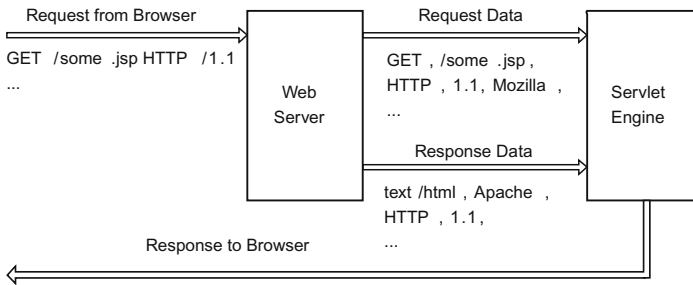 Request from Browser
GET /some .jsp HTTP /1.1
...
Web
Server
Request Data
GET , /some .jsp ,
HTTP , 1.1, Mozilla ,
...
Response Data
text /html , Apache ,
HTTP , 1.1,
...
Servlet
Engine
Response to Browser